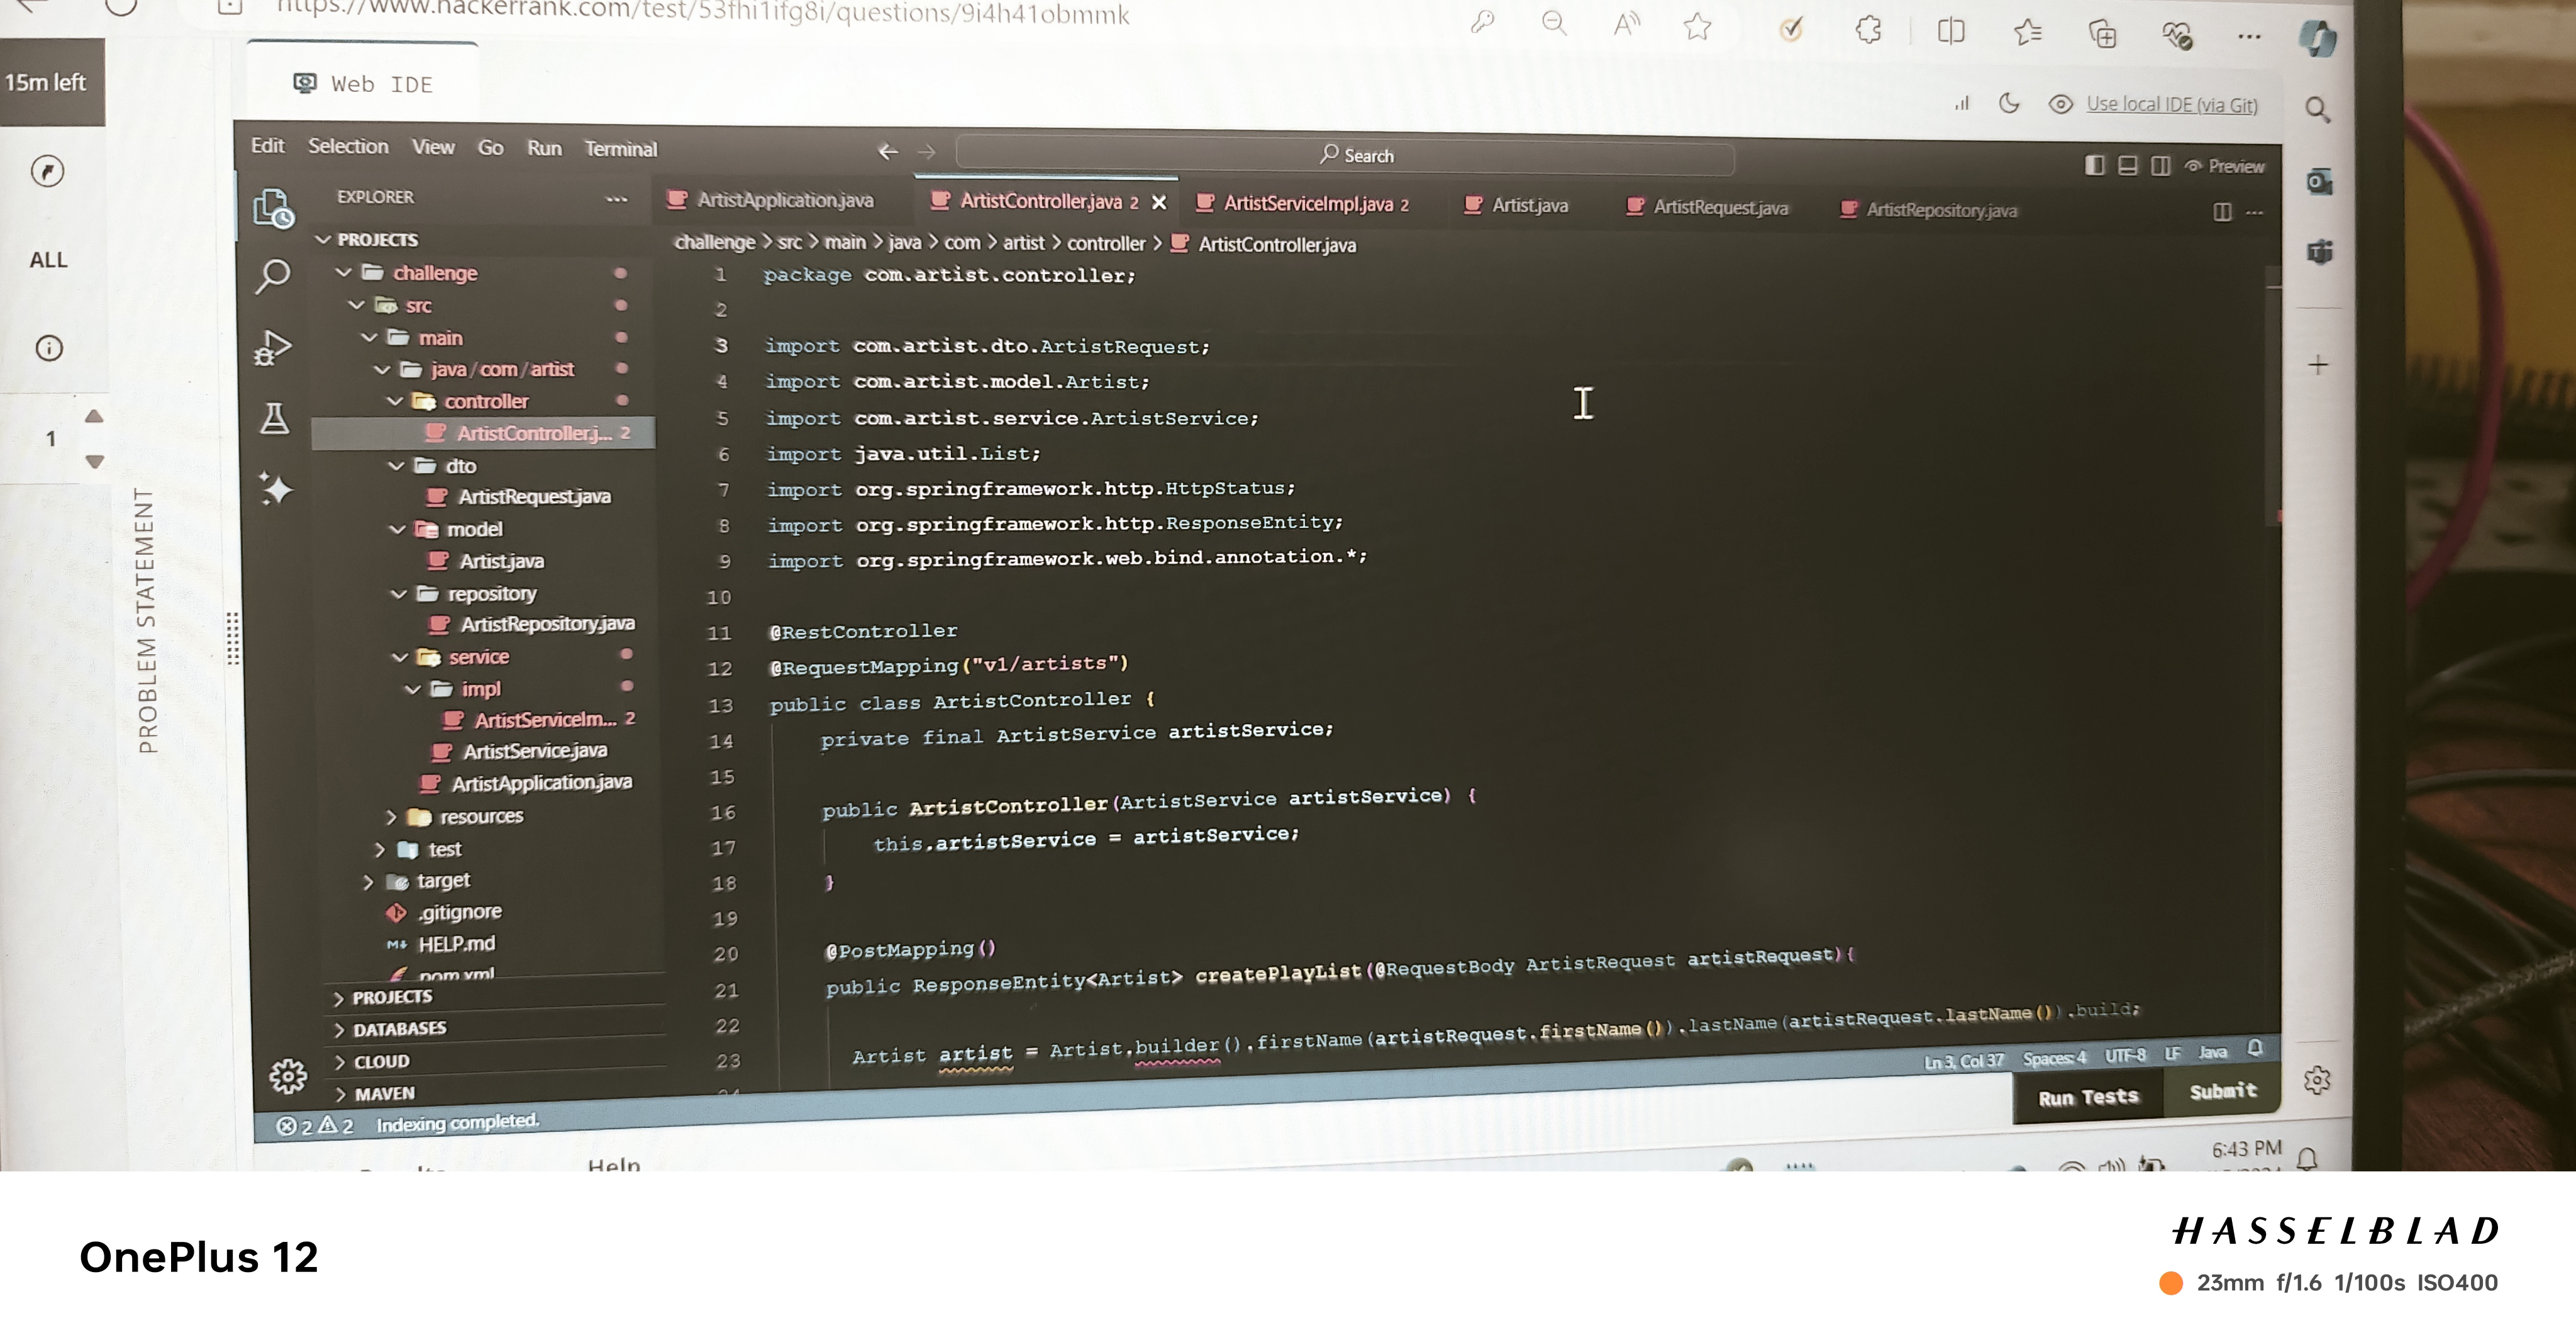 https://www.hackerrank.com/test/53fhi1ifg8i/questions/9i4h41obmmk
15m left
Web IDE
Use local IDE (via Git)
Edit Selection View Go Run Terminal
Search
Preview
EXPLORER
ArtistApplication.java
ArtistController.java 2
ArtistServiceImpl.java 2
Artist.java
ArtistRequest.java
ArtistRepository.java
challenge > src > main > java > com > artist > controller > ArtistController.java
ALL
1
PROBLEM STATEMENT
PROJECTS
challenge
src
main
java/com/artist
controller
ArtistController.j... 2
dto
ArtistRequest.java
model
Artist.java
repository
ArtistRepository.java
service
impl
ArtistServiceIm... 2
ArtistService.java
ArtistApplication.java
resources
test
target
.gitignore
M↓ HELP.md
pom.xml
PROJECTS
DATABASES
CLOUD
MAVEN
1 package com.artist.controller;
2
3 import com.artist.dto.ArtistRequest;
4 import com.artist.model.Artist;
5 import com.artist.service.ArtistService;
6 import java.util.List;
7 import org.springframework.http.HttpStatus;
8 import org.springframework.http.ResponseEntity;
9 import org.springframework.web.bind.annotation.*;
10
11 @RestController
12 @RequestMapping("v1/artists")
13 public class ArtistController {
14 private final ArtistService artistService;
15
16 public ArtistController(ArtistService artistService) {
17 this.artistService = artistService;
18 }
19
20 @PostMapping()
21 public ResponseEntity<Artist> createPlayList(@RequestBody ArtistRequest artistRequest){
22
23 Artist artist = Artist.builder().firstName(artistRequest.firstName()).lastName(artistRequest.lastName()).build;
Ln 3, Col 37 Spaces: 4 UTF-8 LF Java
2 2 Indexing completed.
Run Tests
Submit
Help
6:43 PM
OnePlus 12
HASSELBLAD
23mm f/1.6 1/100s ISO400